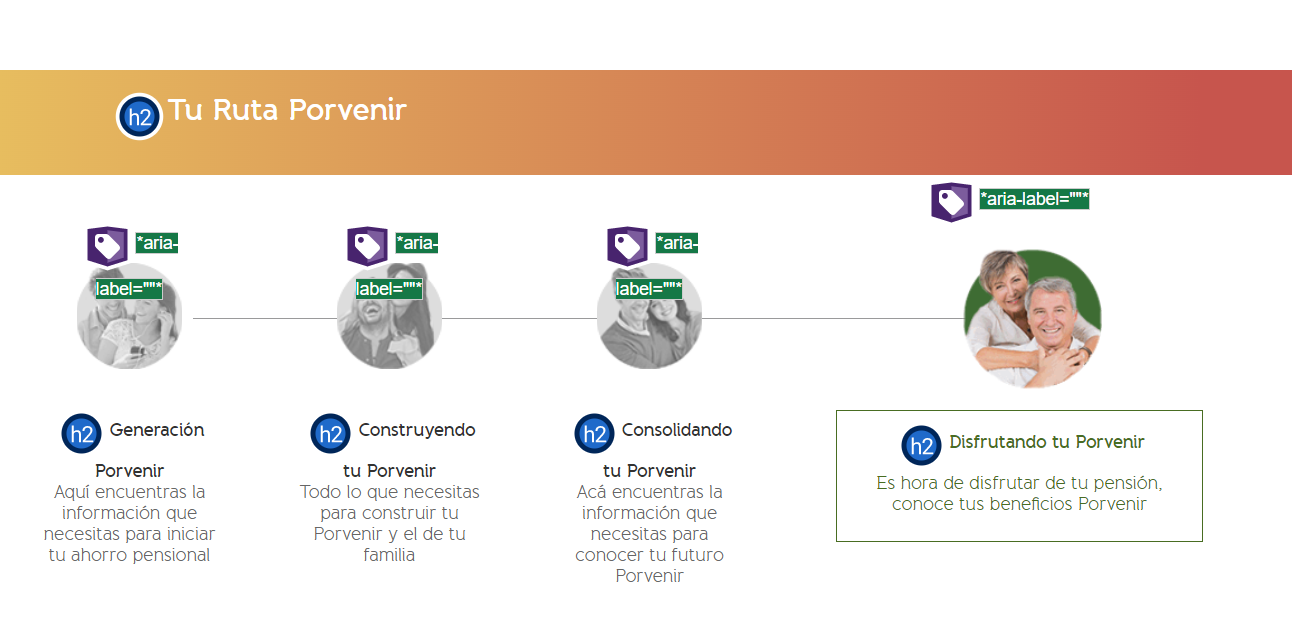 h2 Tu Ruta Porvenir
*aria-label=""*
*aria-
label=""*
*aria-
label=""*
*aria-
label=""*
h2 Generación
Porvenir
Aquí encuentras la
información que
necesitas para iniciar
tu ahorro pensional
h2 Construyendo
tu Porvenir
Todo lo que necesitas
para construir tu
Porvenir y el de tu
familia
h2 Consolidando
tu Porvenir
Acá encuentras la
información que
necesitas para
conocer tu futuro
Porvenir
h2 Disfrutando tu Porvenir
Es hora de disfrutar de tu pensión,
conoce tus beneficios Porvenir